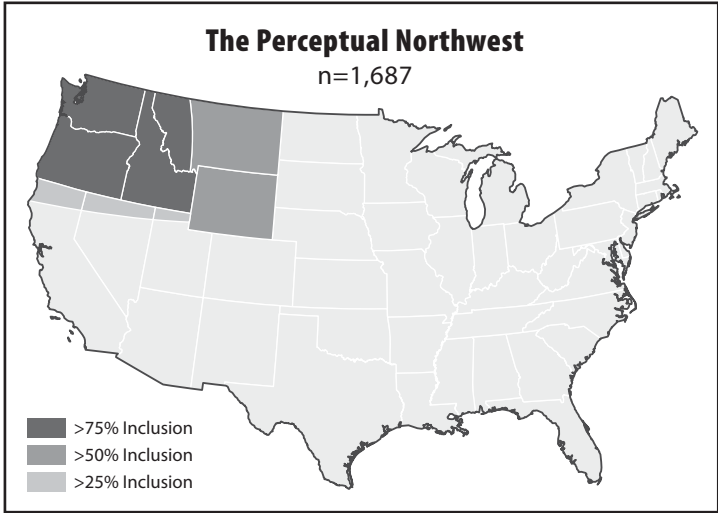 The Perceptual Northwest
n=1,687
>75% Inclusion
>50% Inclusion
>25% Inclusion